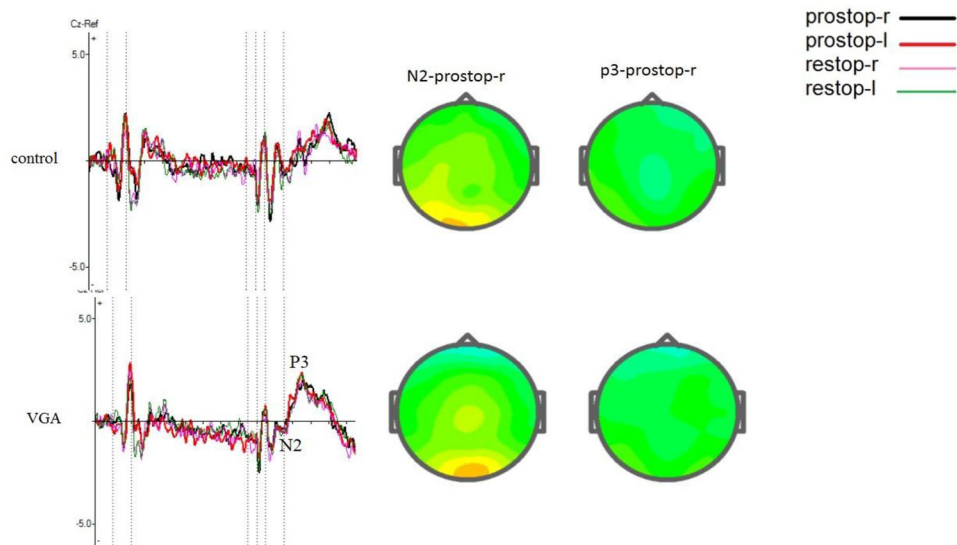 Cz-Ref
+
5.0
control
-5.0
-
N2-prostop-r
p3-prostop-r
prostop-r
prostop-l
restop-r
restop-l
+
5.0
P3
VGA
N2
-5.0
-